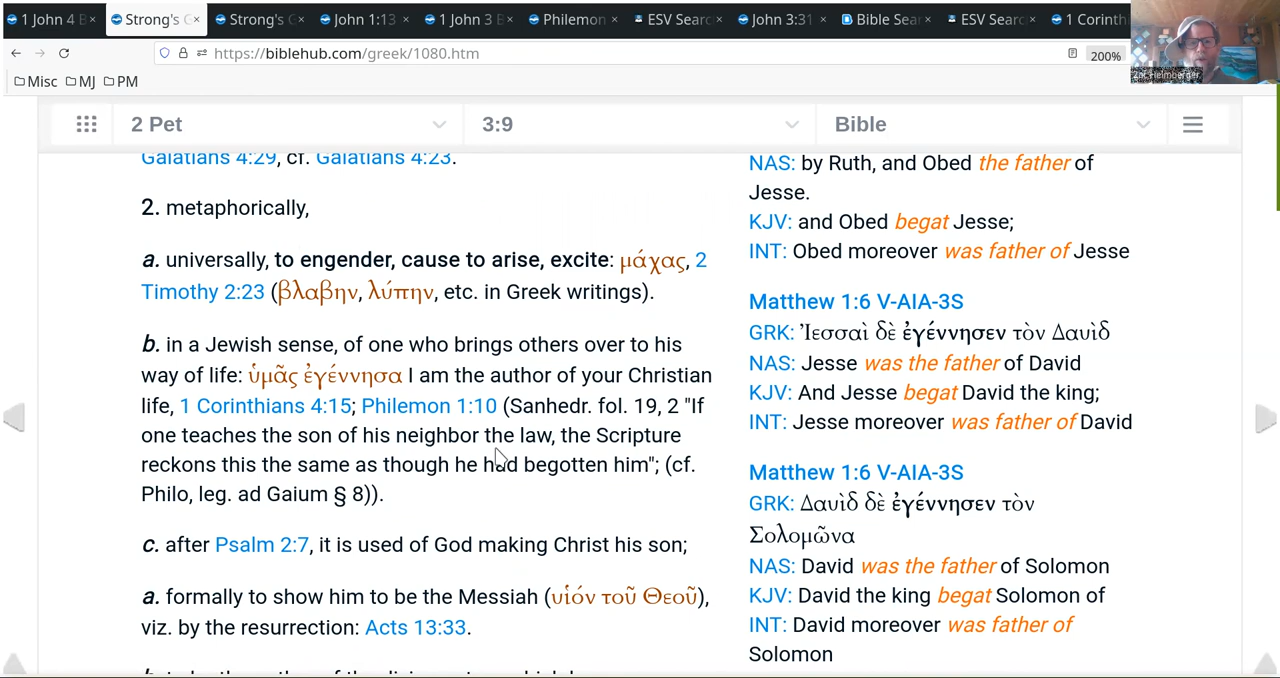 1 John 4 B
Strong's G
Strong's G
John 1:13
1 John 3 B
Philemon
ESV Sear
John 3:31
Bible Sear
ESV Sear
1 Corinth
https://biblehub.com/greek/1080.htm
200%
Misc MJ PM
Zac Helmberger
2 Pet 3:9 Bible
Galatians 4:29, cf. Galatians 4:23.
2. metaphorically,
a. universally, to engender, cause to arise, excite: μάχας, 2
Timothy 2:23 (βλαβην, λύπην, etc. in Greek writings).
b. in a Jewish sense, of one who brings others over to his
way of life: ὑμᾶς ἐγέννησα I am the author of your Christian
life, 1 Corinthians 4:15; Philemon 1:10 (Sanhedr. fol. 19, 2 "If
one teaches the son of his neighbor the law, the Scripture
reckons this the same as though he had begotten him"; (cf.
Philo, leg. ad Gaium § 8)).
c. after Psalm 2:7, it is used of God making Christ his son;
a. formally to show him to be the Messiah (υἱόν τοῦ Θεοῦ),
viz. by the resurrection: Acts 13:33.
NAS: by Ruth, and Obed the father of
Jesse.
KJV: and Obed begat Jesse;
INT: Obed moreover was father of Jesse
Matthew 1:6 V-AIA-3S
GRK: Ἰεσσαὶ δὲ ἐγέννησεν τὸν Δαυὶδ
NAS: Jesse was the father of David
KJV: And Jesse begat David the king;
INT: Jesse moreover was father of David
Matthew 1:6 V-AIA-3S
GRK: Δαυὶδ δὲ ἐγέννησεν τὸν
Σολομῶνα
NAS: David was the father of Solomon
KJV: David the king begat Solomon of
INT: David moreover was father of
Solomon